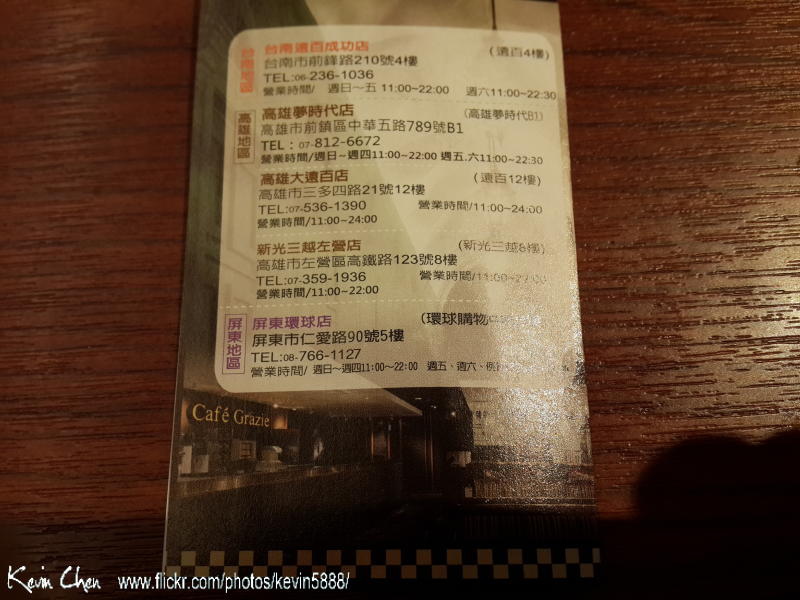 台南地區
台南遠百成功店 (遠百4樓)
台南市前鋒路210號4樓
TEL:06-236-1036
營業時間/ 週日~五 11:00~22:00 週六11:00~22:30
高雄地區
高雄夢時代店 (高雄夢時代B1)
高雄市前鎮區中華五路789號B1
TEL:07-812-6672
營業時間/週日~週四11:00~22:00 週五.六11:00~22:30
高雄大遠百店 (遠百12樓)
高雄市三多四路21號12樓
TEL:07-536-1390 營業時間/11:00~24:00
營業時間/11:00~24:00
新光三越左營店 (新光三越8樓)
高雄市左營區高鐵路123號8樓
TEL:07-359-1936 營業時間/11:00~22:00
營業時間/11:00~22:00
屏東地區
屏東環球店 (環球購物
屏東市仁愛路90號5樓
TEL:08-766-1127
營業時間/ 週日~週四11:00~22:00 週五、週六、例
Café Grazie
Kevin Chen www.flickr.com/photos/kevin5888/